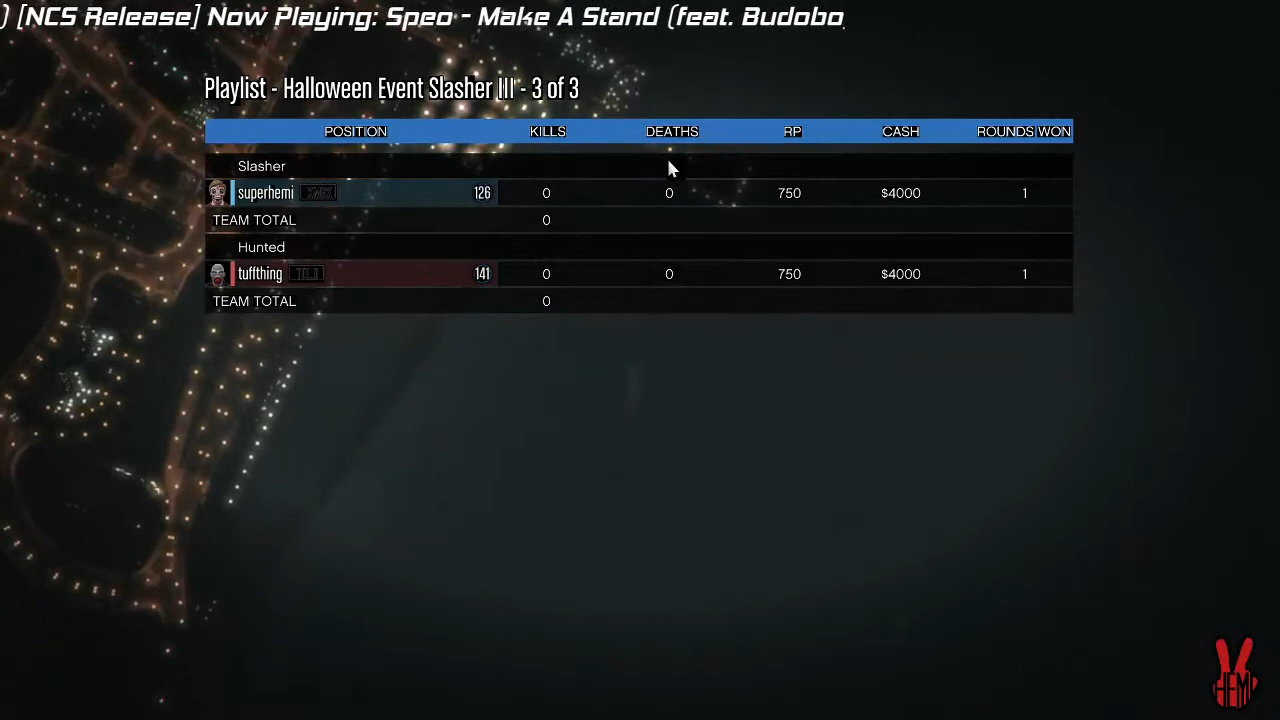 ) [NCS Release] Now Playing: Speo - Make A Stand (feat. Budobo
Playlist - Halloween Event Slasher III - 3 of 3
POSITION KILLS DEATHS RP CASH ROUNDS WON
Slasher
superhemi 126 0 0 750 $4000 1
TEAM TOTAL 0
Hunted
tuffthing 141 0 0 750 $4000 1
TEAM TOTAL 0
HEMI